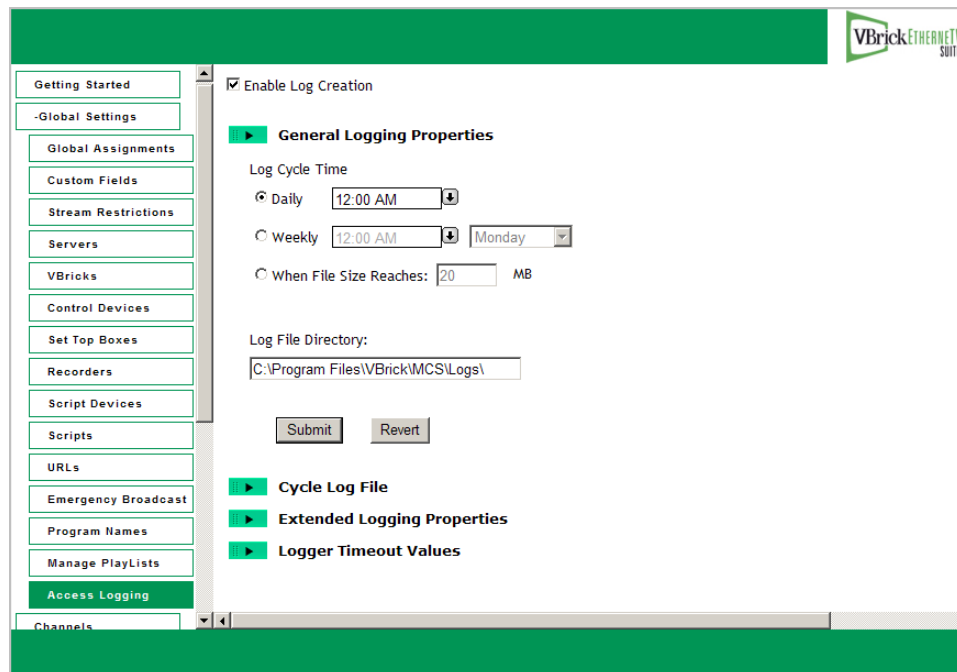 VBrick ETHERNETV
SUIT
Getting Started
-Global Settings
Global Assignments
Custom Fields
Stream Restrictions
Servers
VBricks
Control Devices
Set Top Boxes
Recorders
Script Devices
Scripts
URLs
Emergency Broadcast
Program Names
Manage PlayLists
Access Logging
Channels
Enable Log Creation
General Logging Properties
Log Cycle Time
Daily 12:00 AM
Weekly 12:00 AM Monday
When File Size Reaches: 20 MB
Log File Directory:
C:\Program Files\VBrick\MCS\Logs\
Submit Revert
Cycle Log File
Extended Logging Properties
Logger Timeout Values